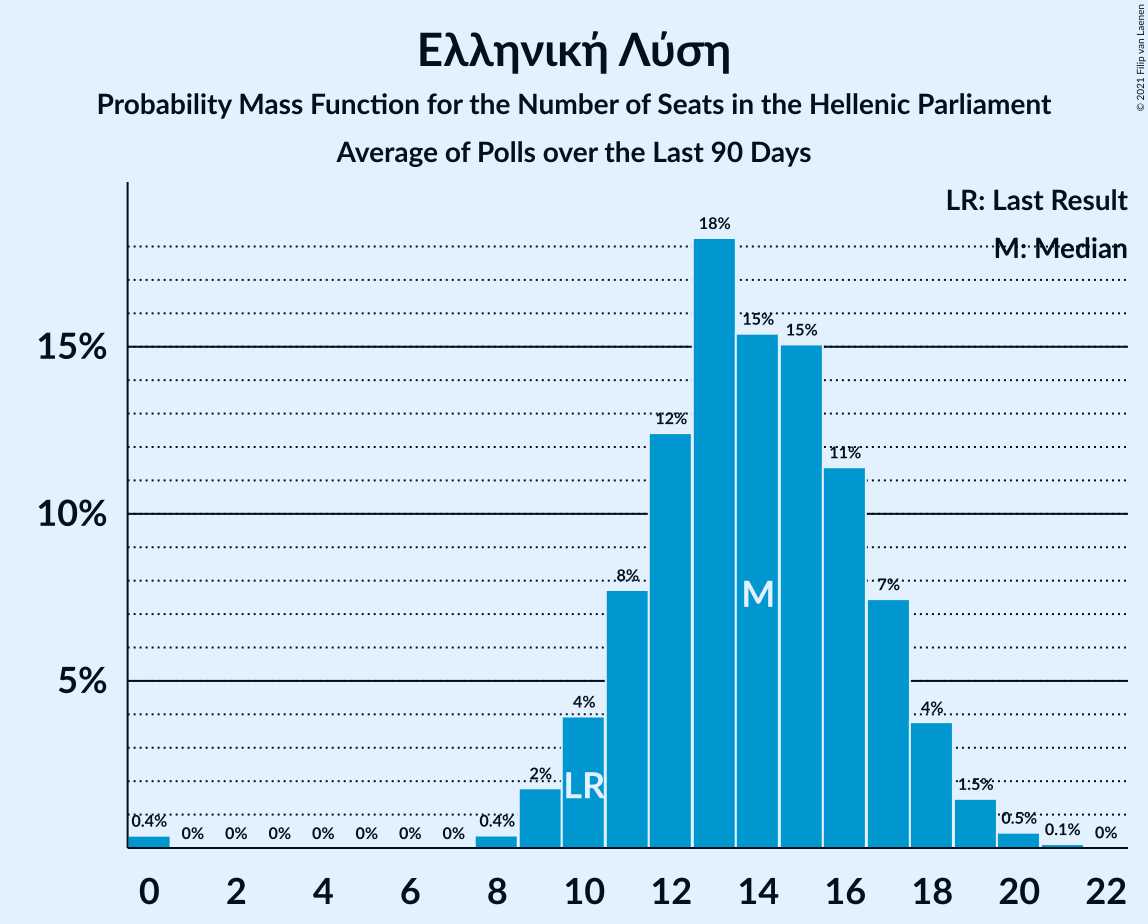 Ελληνική Λύση
Probability Mass Function for the Number of Seats in the Hellenic Parliament
Average of Polls over the Last 90 Days
© 2021 Filip van Laenen
LR: Last Result
M: Median
18%
15%
15%
15%
12%
11%
10%
8%
7%
M
5%
4%
4%
2%
LR
1.5%
0.4%
0%
0%
0%
0%
0%
0%
0%
0.4%
0.5%
0.1%
0%
0 2 4 6 8 10 12 14 16 18 20 22